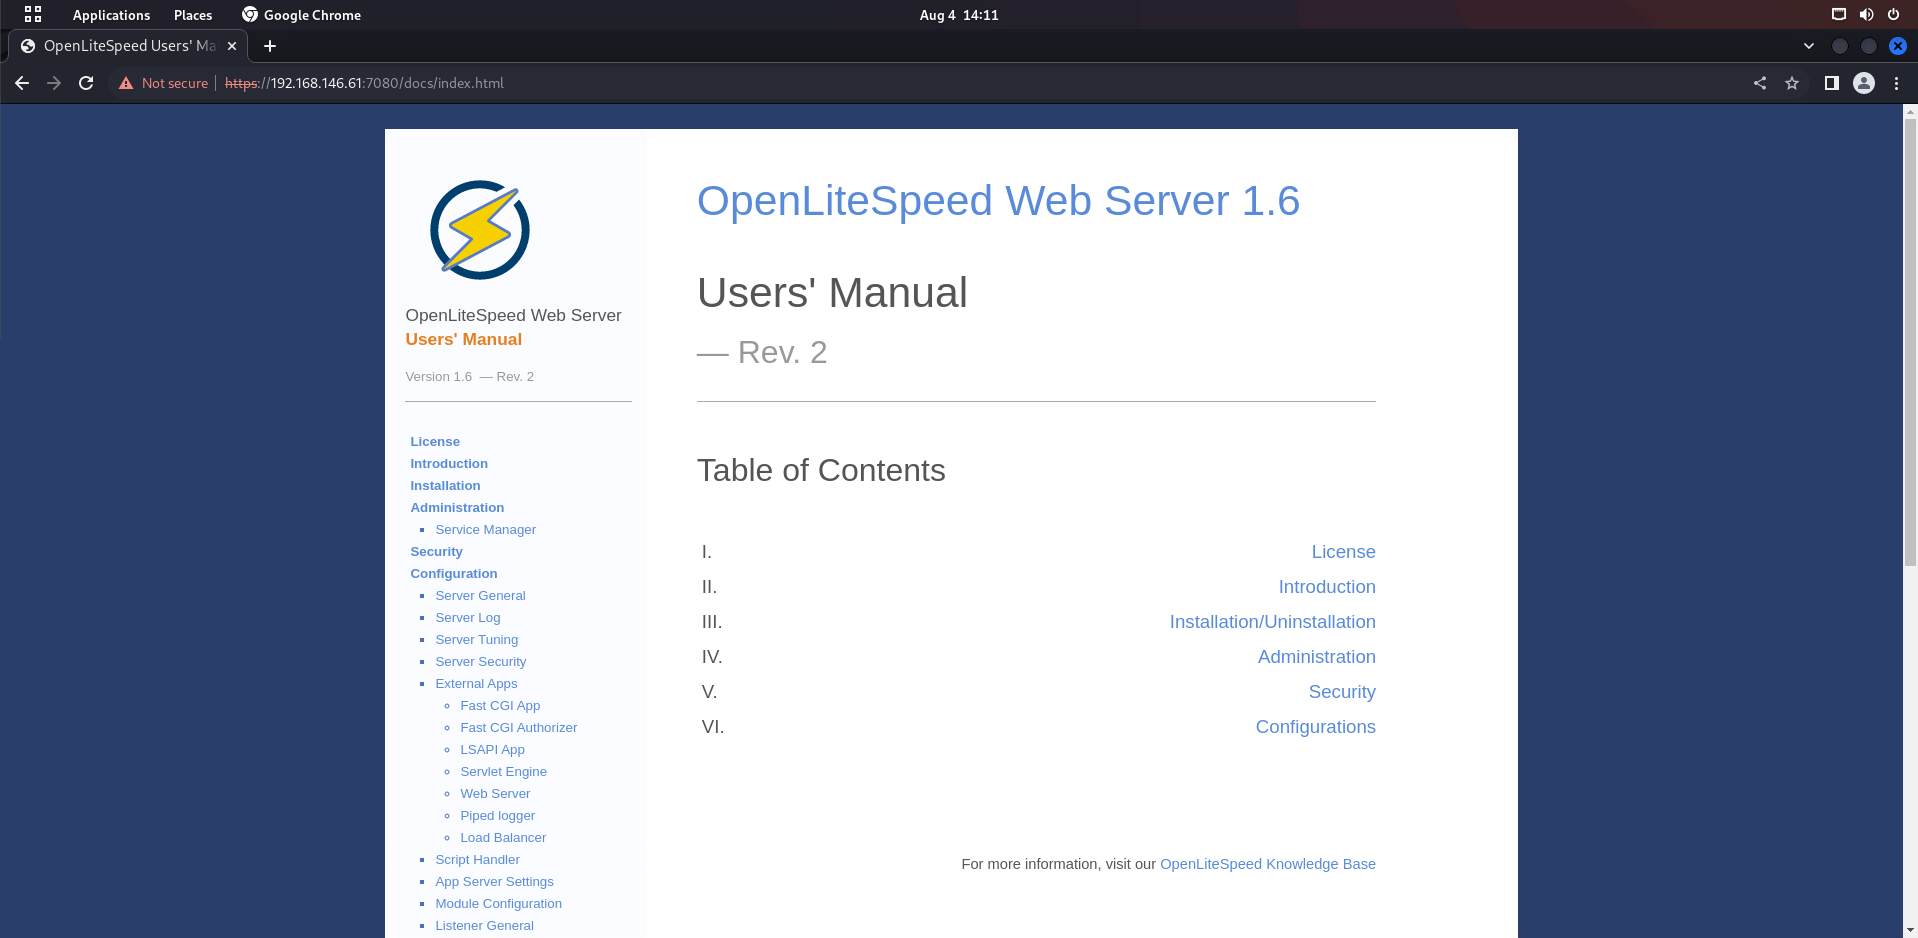 Applications Places Google Chrome Aug 4 14:11
OpenLiteSpeed Users' Ma
Not secure https://192.168.146.61:7080/docs/index.html
OpenLiteSpeed Web Server
Users' Manual
Version 1.6 — Rev. 2
License
Introduction
Installation
Administration
Service Manager
Security
Configuration
Server General
Server Log
Server Tuning
Server Security
External Apps
Fast CGI App
Fast CGI Authorizer
LSAPI App
Servlet Engine
Web Server
Piped logger
Load Balancer
Script Handler
App Server Settings
Module Configuration
Listener General
OpenLiteSpeed Web Server 1.6
Users' Manual
— Rev. 2
Table of Contents
I. License
II. Introduction
III. Installation/Uninstallation
IV. Administration
V. Security
VI. Configurations
For more information, visit our OpenLiteSpeed Knowledge Base